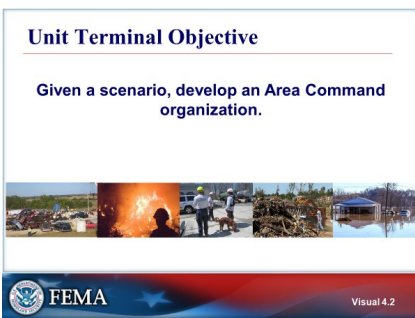 Unit Terminal Objective
Given a scenario, develop an Area Command
organization.
FEMA
Visual 4.2